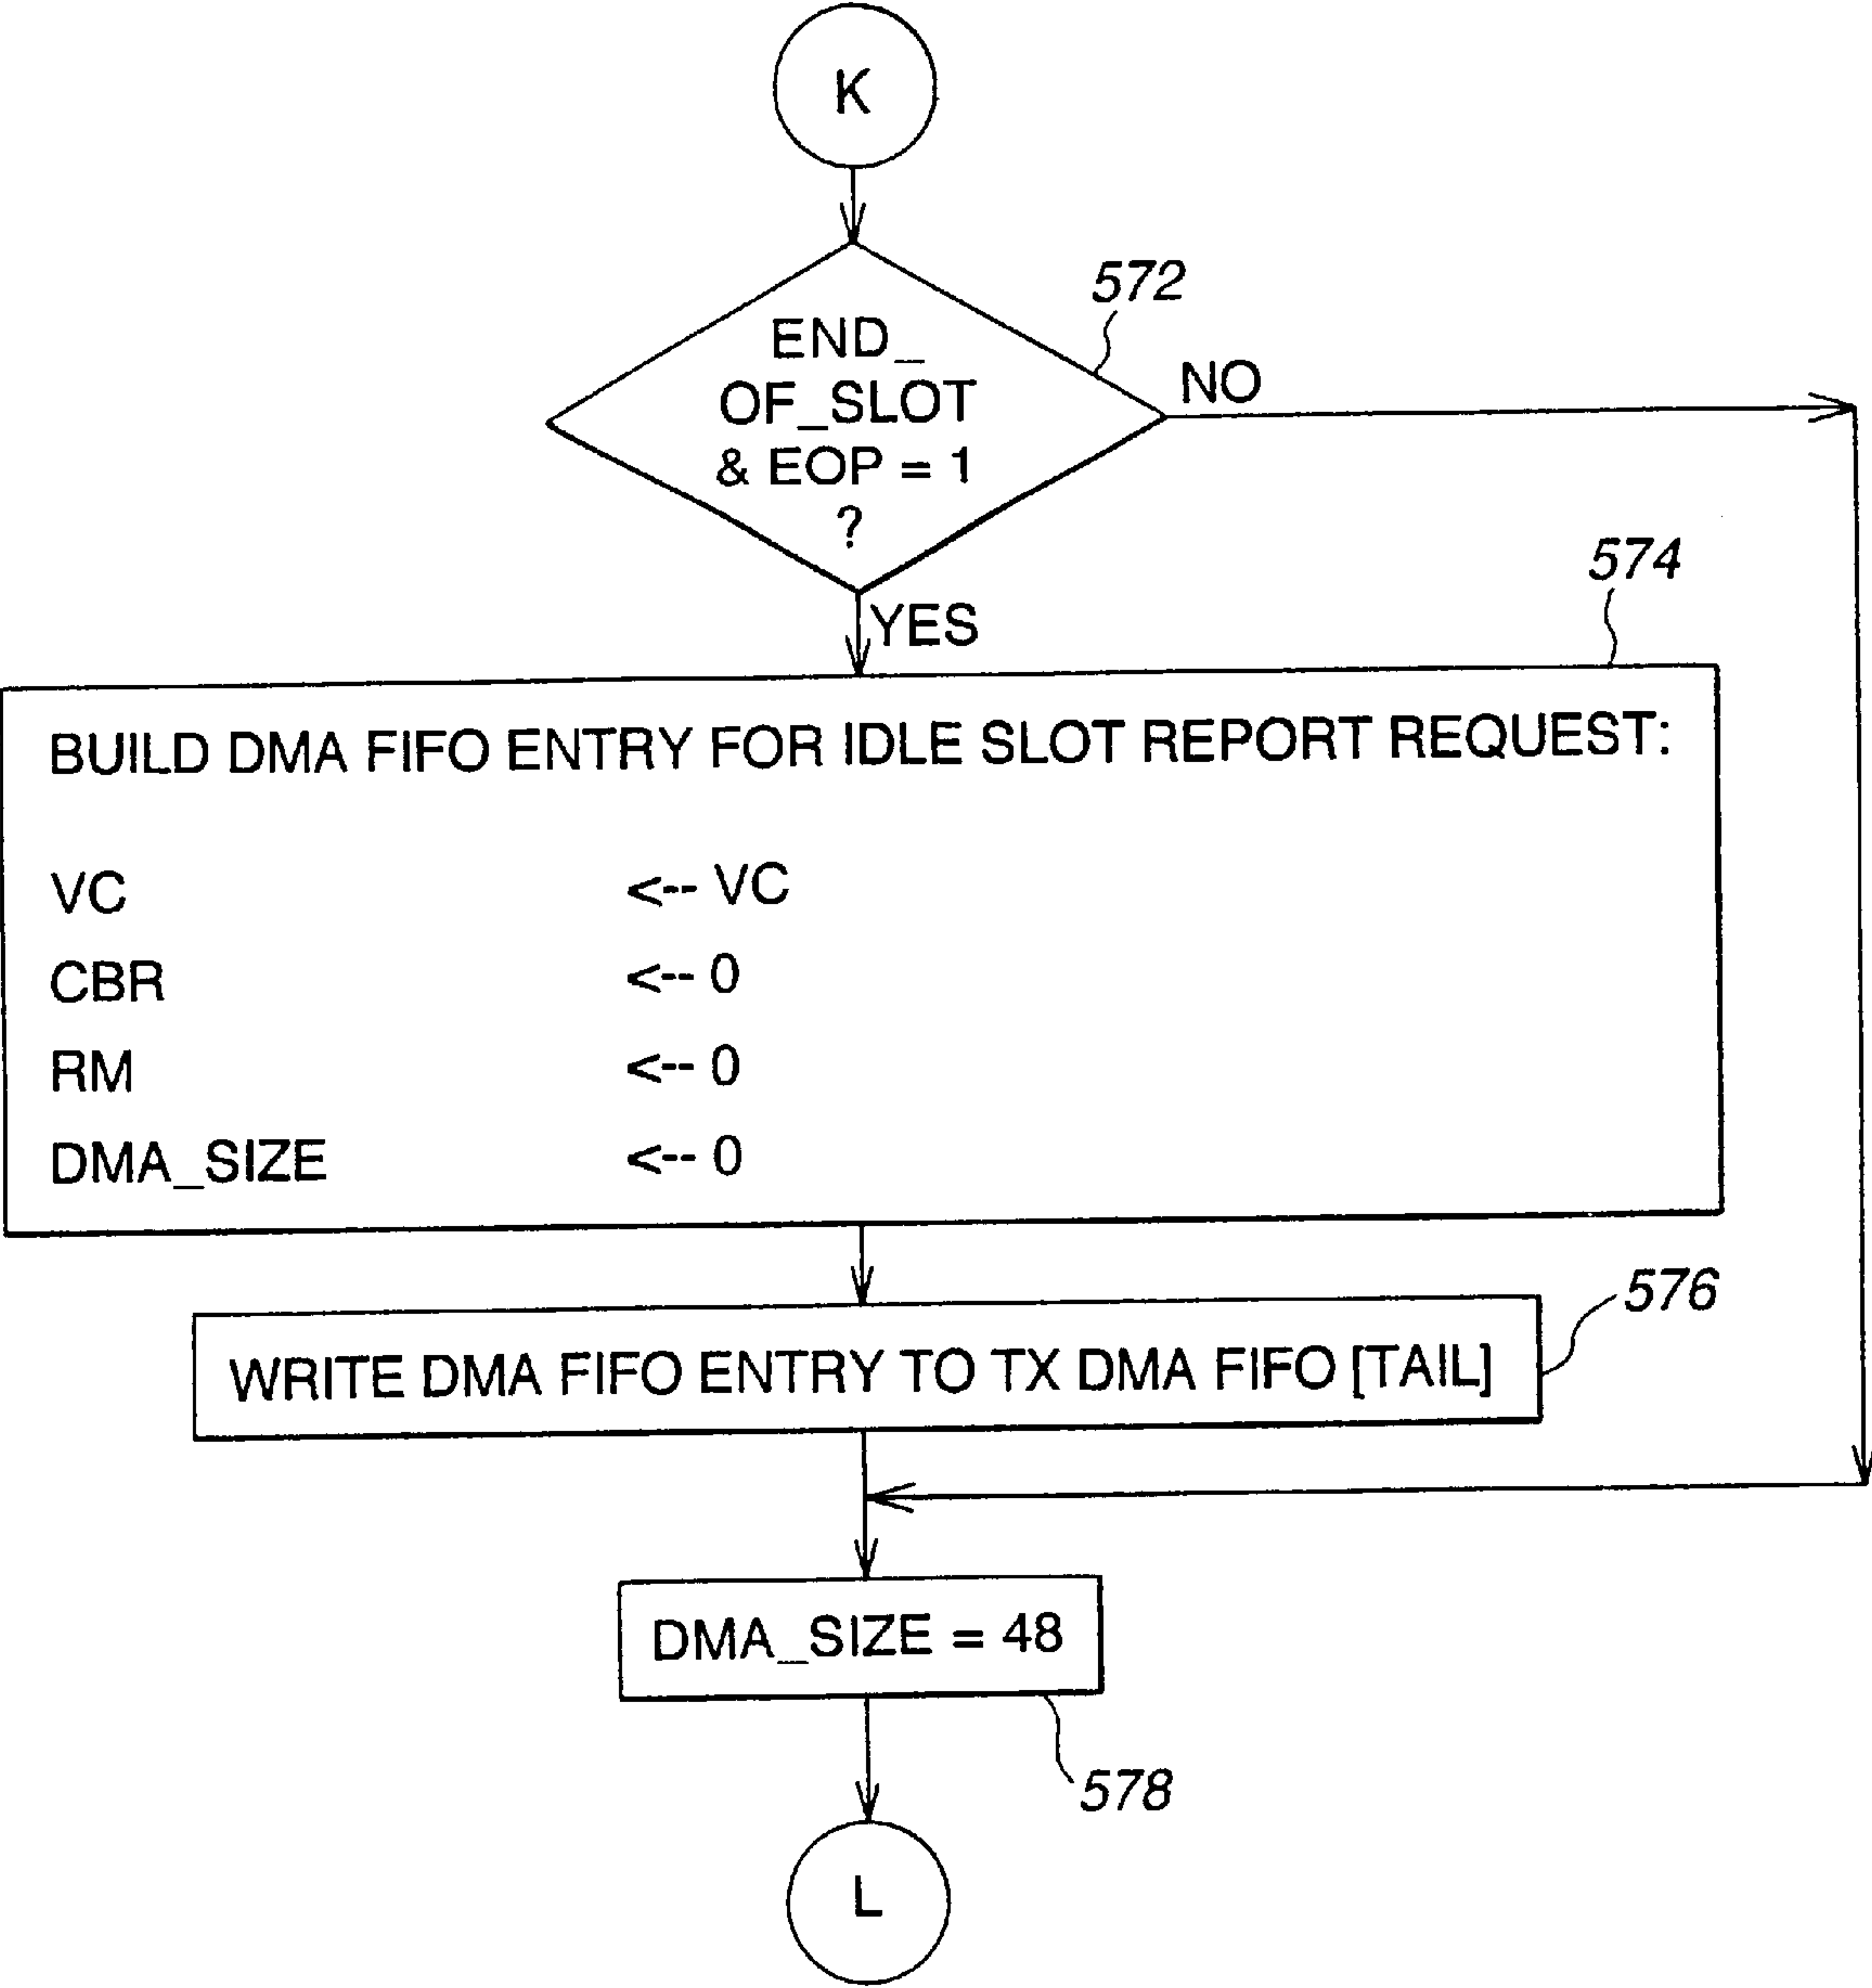 K
572
END_
OF_SLOT
& EOP = 1
?
NO
YES
574
BUILD DMA FIFO ENTRY FOR IDLE SLOT REPORT REQUEST:
VC <-- VC
CBR <-- 0
RM <-- 0
DMA_SIZE <-- 0
576
WRITE DMA FIFO ENTRY TO TX DMA FIFO [TAIL]
DMA_SIZE = 48
578
L